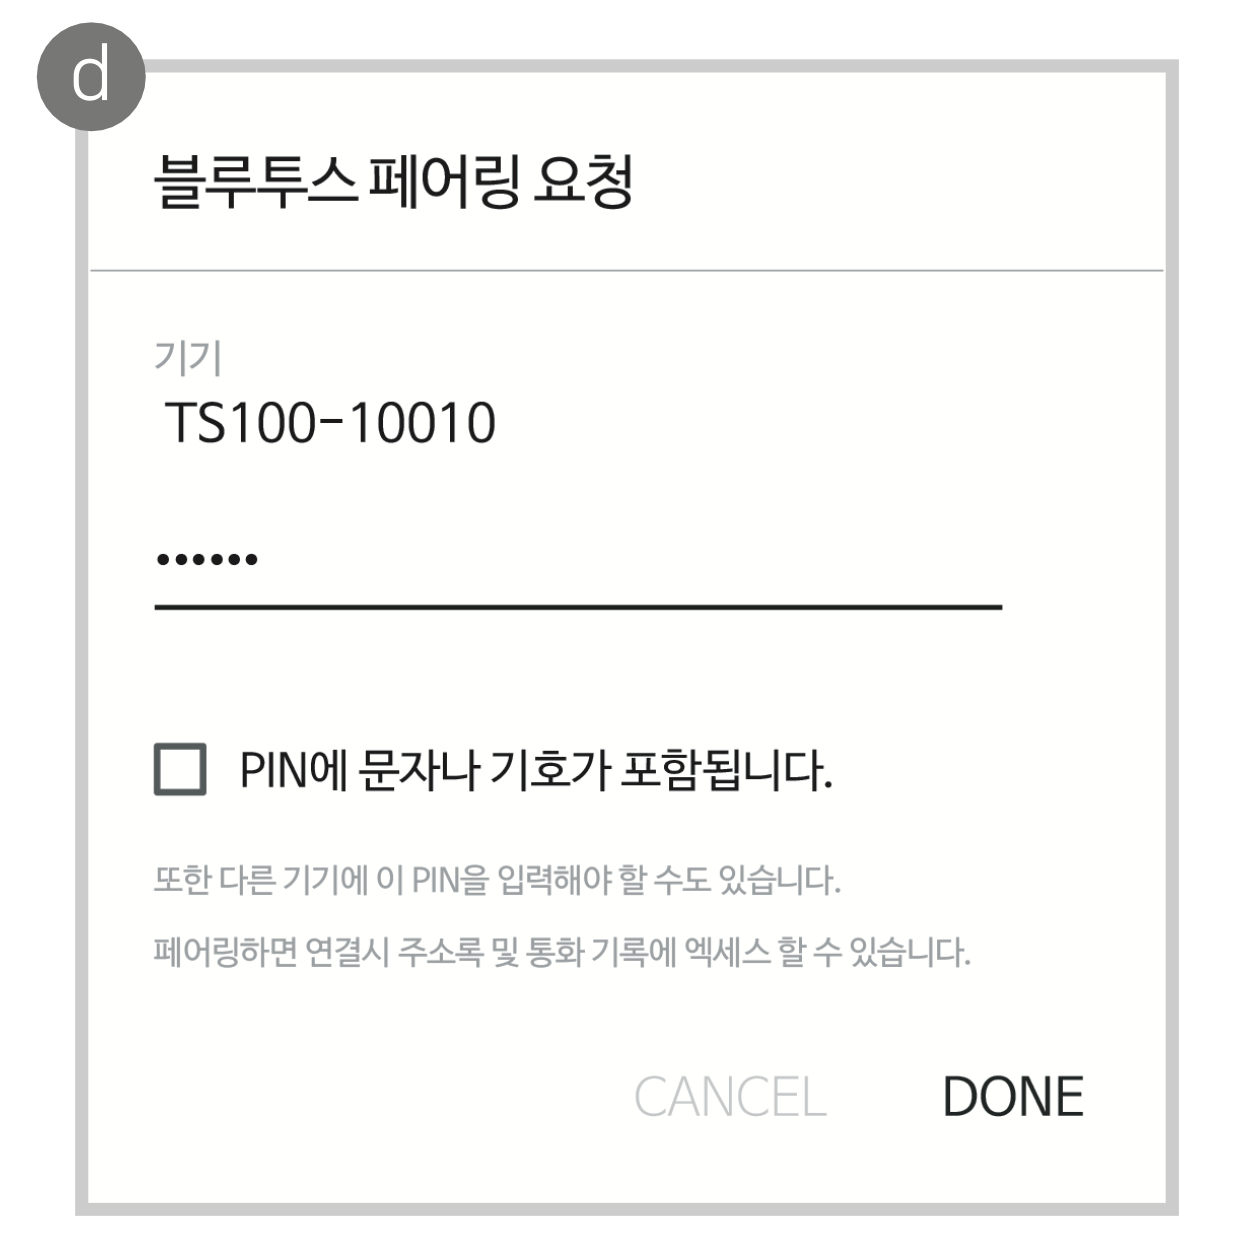 d
블루투스 페어링 요청
기기
TS100-10010
••••••
PIN에 문자나 기호가 포함됩니다.
또한 다른 기기에 이 PIN을 입력해야 할 수도 있습니다.
페어링하면 연결시 주소록 및 통화 기록에 엑세스 할 수 있습니다.
CANCEL DONE